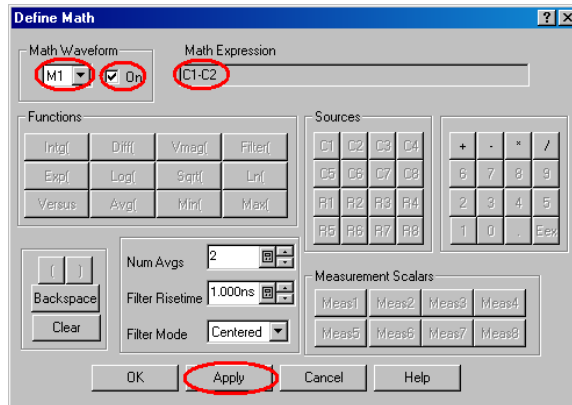 Define Math
Math Waveform
M1
On
Math Expression
C1-C2
Functions
Intg( Diff( Vmag( Filter(
Exp( Log( Sqrt( Ln(
Versus Avg( Min( Max(
Sources
C1 C2 C3 C4
C5 C6 C7 C8
R1 R2 R3 R4
R5 R6 R7 R8
+ - * /
6 7 8 9
2 3 4 5
1 0 . Eex
( )
Backspace
Clear
Num Avgs 2
Filter Risetime 1.000ns
Filter Mode Centered
Measurement Scalars
Meas1 Meas2 Meas3 Meas4
Meas5 Meas6 Meas7 Meas8
OK Apply Cancel Help